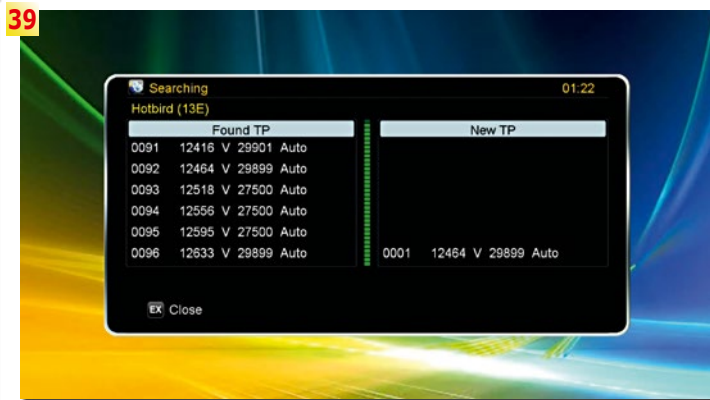 39
Searching 01:22
Hotbird (13E)
Found TP New TP
0091 12416 V 29901 Auto
0092 12464 V 29899 Auto
0093 12518 V 27500 Auto
0094 12556 V 27500 Auto
0095 12595 V 27500 Auto
0096 12633 V 29899 Auto 0001 12464 V 29899 Auto
EX Close